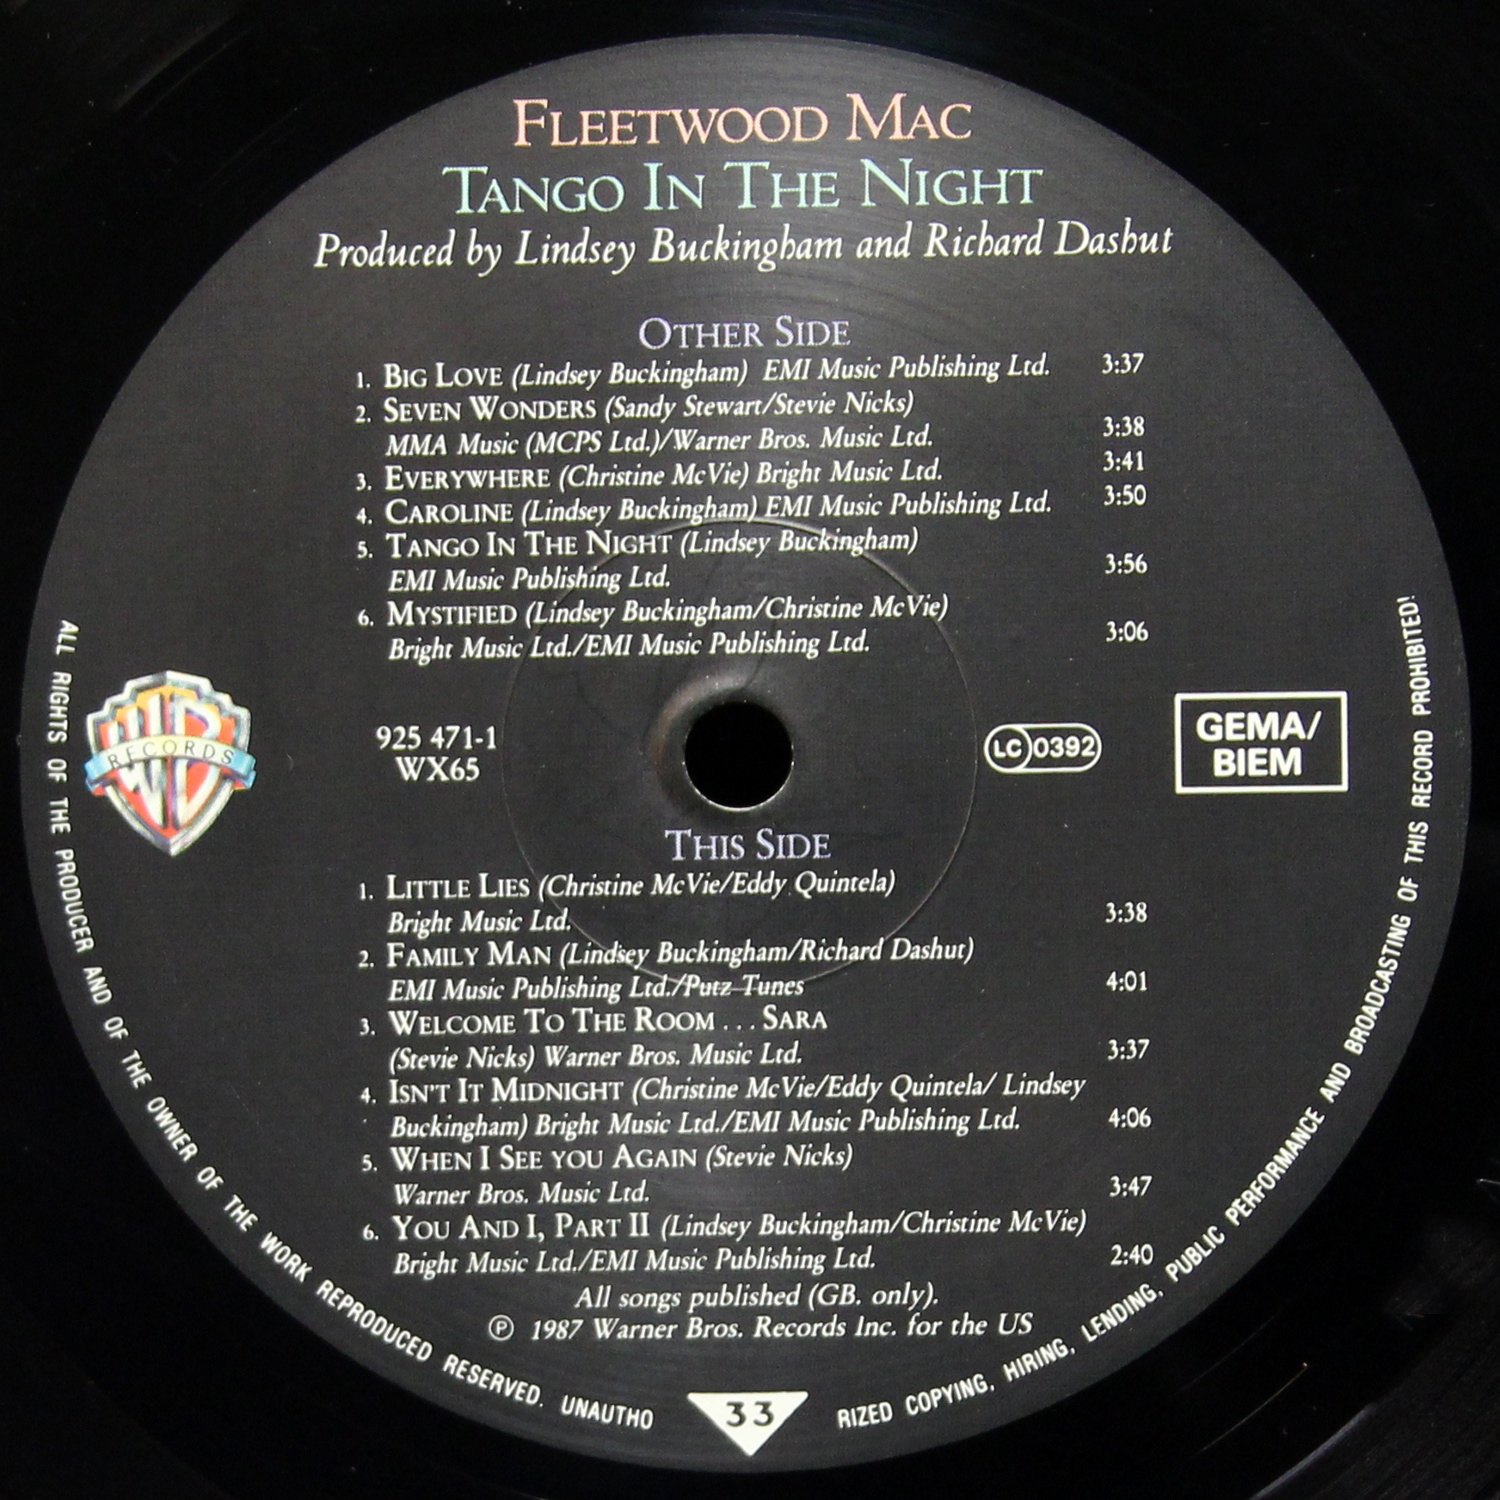 FLEETWOOD MAC
TANGO IN THE NIGHT
Produced by Lindsey Buckingham and Richard Dashut
OTHER SIDE
1. BIG LOVE (Lindsey Buckingham) EMI Music Publishing Ltd. 3:37
2. SEVEN WONDERS (Sandy Stewart/Stevie Nicks)
MMA Music (MCPS Ltd.)/Warner Bros. Music Ltd. 3:38
3. EVERYWHERE (Christine McVie) Bright Music Ltd. 3:41
4. CAROLINE (Lindsey Buckingham) EMI Music Publishing Ltd. 3:50
5. TANGO IN THE NIGHT (Lindsey Buckingham)
EMI Music Publishing Ltd. 3:56
6. MYSTIFIED (Lindsey Buckingham/Christine McVie)
Bright Music Ltd./EMI Music Publishing Ltd. 3:06
WB
RECORDS
925 471-1
WX65
LC 0392
GEMA/
BIEM
THIS SIDE
1. LITTLE LIES (Christine McVie/Eddy Quintela)
Bright Music Ltd. 3:38
2. FAMILY MAN (Lindsey Buckingham/Richard Dashut)
EMI Music Publishing Ltd./Putz Tunes 4:01
3. WELCOME TO THE ROOM ... SARA
(Stevie Nicks) Warner Bros. Music Ltd. 3:37
4. ISN'T IT MIDNIGHT (Christine McVie/Eddy Quintela/ Lindsey
Buckingham) Bright Music Ltd./EMI Music Publishing Ltd. 4:06
5. WHEN I SEE YOU AGAIN (Stevie Nicks)
Warner Bros. Music Ltd. 3:47
6. YOU AND I, PART II (Lindsey Buckingham/Christine McVie)
Bright Music Ltd./EMI Music Publishing Ltd. 2:40
All songs published (GB. only).
℗ 1987 Warner Bros. Records Inc. for the US
ALL RIGHTS OF THE PRODUCER AND OF THE OWNER OF THE WORK REPRODUCED RESERVED. UNAUTHO
33
RIZED COPYING, HIRING, LENDING, PUBLIC PERFORMANCE AND BROADCASTING OF THIS RECORD PROHIBITED!